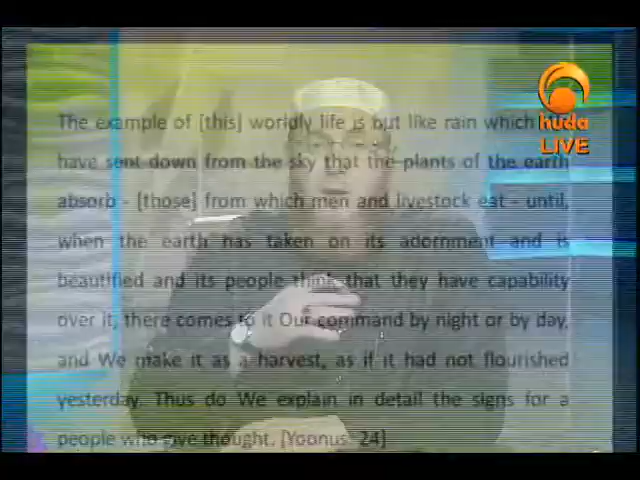 The example of [this] worldly life is but like rain which
have sent down from the sky that the plants of the earth
absorb - [those] from which men and livestock eat - until,
when the earth has taken on its adornment and is
beautified and its people think that they have capability
over it, there comes to it Our command by night or by day,
and We make it as a harvest, as if it had not flourished
yesterday. Thus do We explain in detail the signs for a
people who give thought. [Yoonus: 24]
huda
LIVE